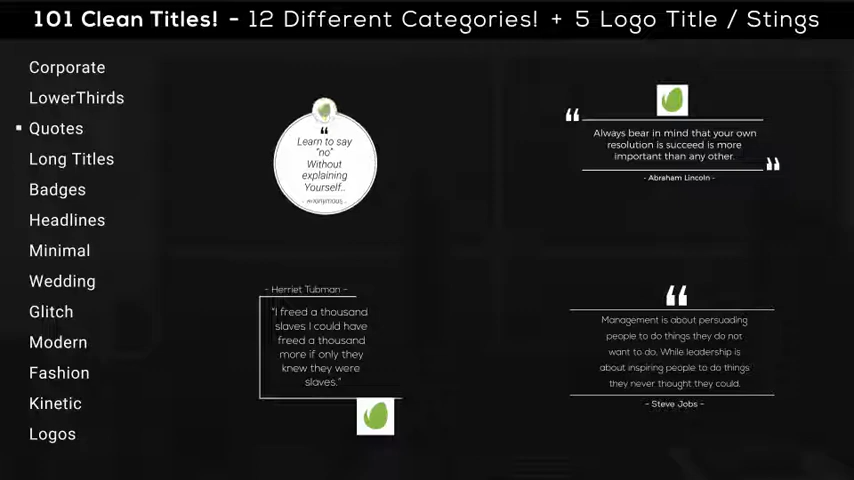 101 Clean Titles! - 12 Different Categories! + 5 Logo Title / Stings
Corporate
LowerThirds
Quotes
Long Titles
Badges
Headlines
Minimal
Wedding
Glitch
Modern
Fashion
Kinetic
Logos
“
Learn to say
"no"
Without
explaining
Yourself..
- Anonymous -
“
Always bear in mind that your own
resolution is succeed is more
important than any other.
”
- Abraham Lincoln -
- Herriet Tubman -
"I freed a thousand
slaves I could have
freed a thousand
more if only they
knew they were
slaves."
“
Management is about persuading
people to do things they do not
want to do. While leadership is
about inspiring people to do things
they never thought they could.
- Steve Jobs -